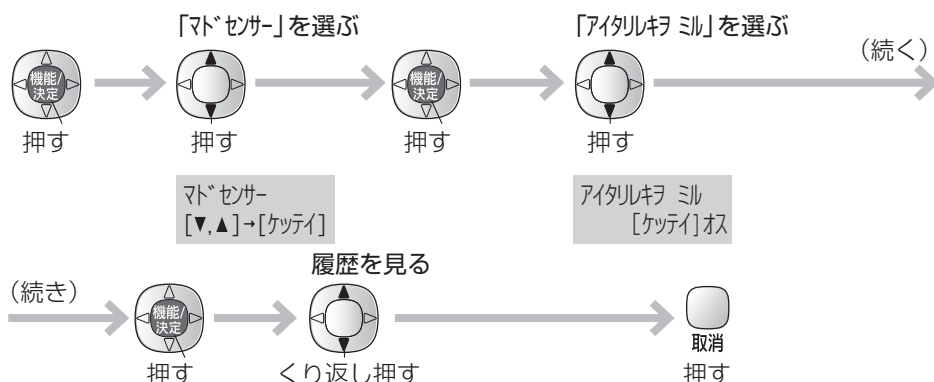 「マドセンサー」を選ぶ
「アイタリレキヲ ミル」を選ぶ
(続く)
機能/
決定
機能/
決定
押す
押す
押す
押す
マドセンサー
[▼,▲]→[ケッテイ]
アイタリレキヲ ミル
[ケッテイ]オス
履歴を見る
(続き)
機能/
決定
取消
押す
くり返し押す
押す